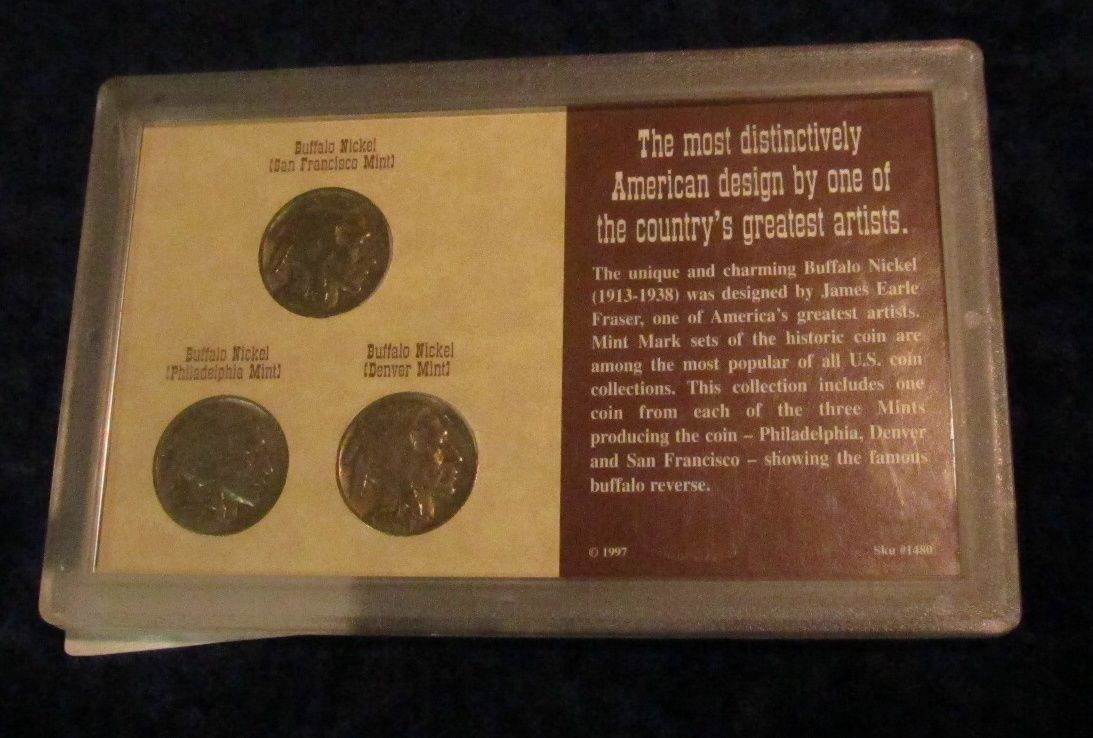 Buffalo Nickel
(San Francisco Mint)
Buffalo Nickel
(Philadelphia Mint)
Buffalo Nickel
(Denver Mint)
The most distinctively
American design by one of
the country's greatest artists.
The unique and charming Buffalo Nickel
(1913-1938) was designed by James Earle
Fraser, one of America's greatest artists.
Mint Mark sets of the historic coin are
among the most popular of all U.S. coin
collections. This collection includes one
coin from each of the three Mints
producing the coin – Philadelphia, Denver
and San Francisco – showing the famous
buffalo reverse.
© 1997
Sku #1480